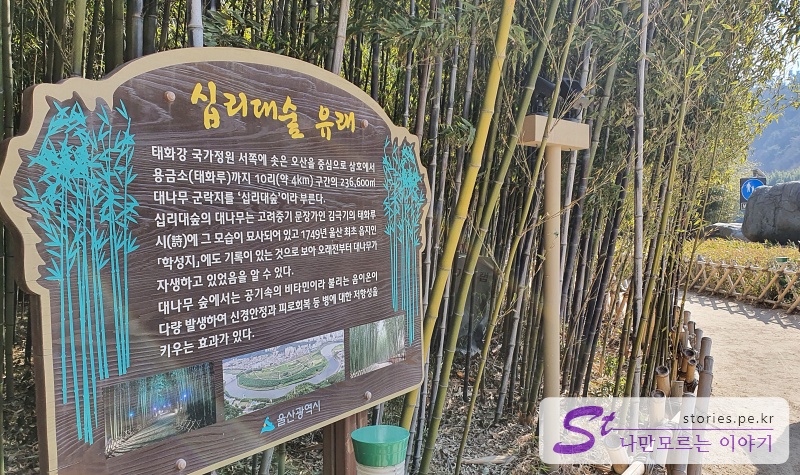 십리대숲 유래
태화강 국가정원 서쪽에 솟은 오산을 중심으로 삼호에서
용금소(태화루)까지 10리(약 4km) 구간의 236,600㎡
대나무 군락지를 '십리대숲'이라 부른다.
십리대숲의 대나무는 고려중기 문장가인 김극기의 태화루
시(詩)에 그 모습이 묘사되어 있고 1749년 울산 최초 읍지인
「학성지」에도 기록이 있는 것으로 보아 오래전부터 대나무가
자생하고 있었음을 알 수 있다.
대나무 숲에서는 공기속의 비타민이라 불리는 음이온이
다량 발생하여 신경안정과 피로회복 등 병에 대한 저항성을
키우는 효과가 있다.
울산광역시
St
stories.pe.kr
나만모르는 이야기